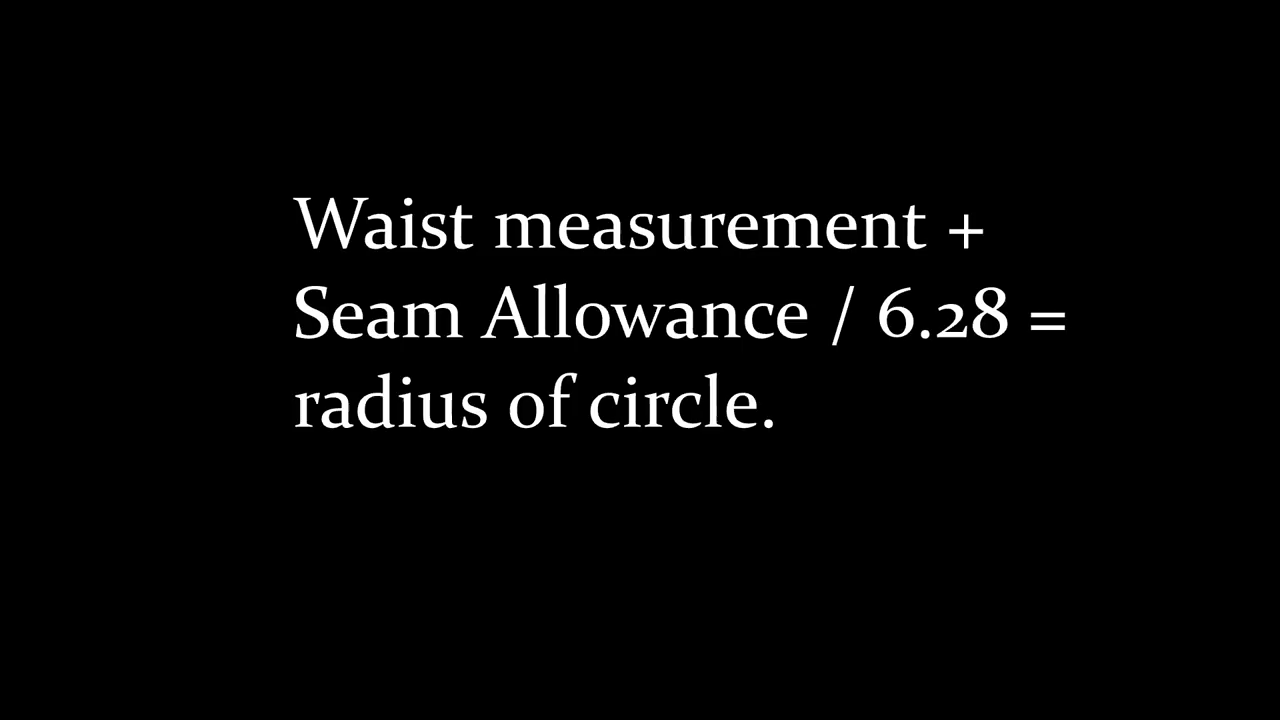 Waist measurement +
Seam Allowance / 6.28 =
radius of circle.